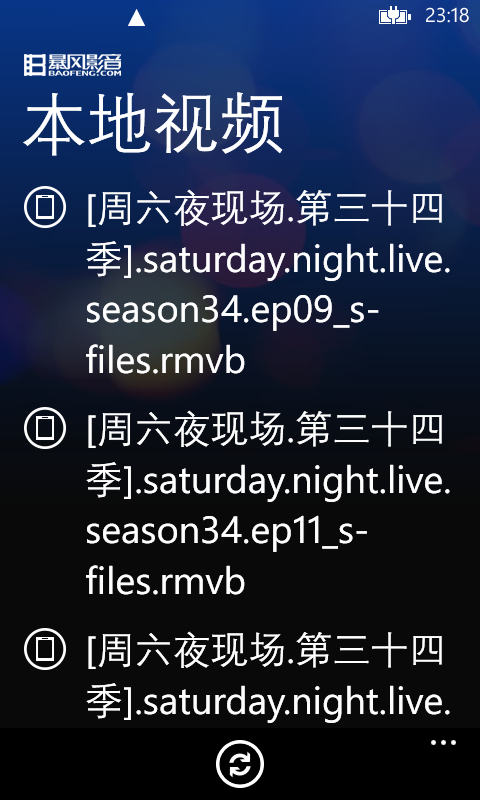 23:18
暴风影音
BAOFENG.COM
本地视频
[周六夜现场.第三十四
季].saturday.night.live.
season34.ep09_s-
files.rmvb
[周六夜现场.第三十四
季].saturday.night.live.
season34.ep11_s-
files.rmvb
[周六夜现场.第三十四
季].saturday.night.live.